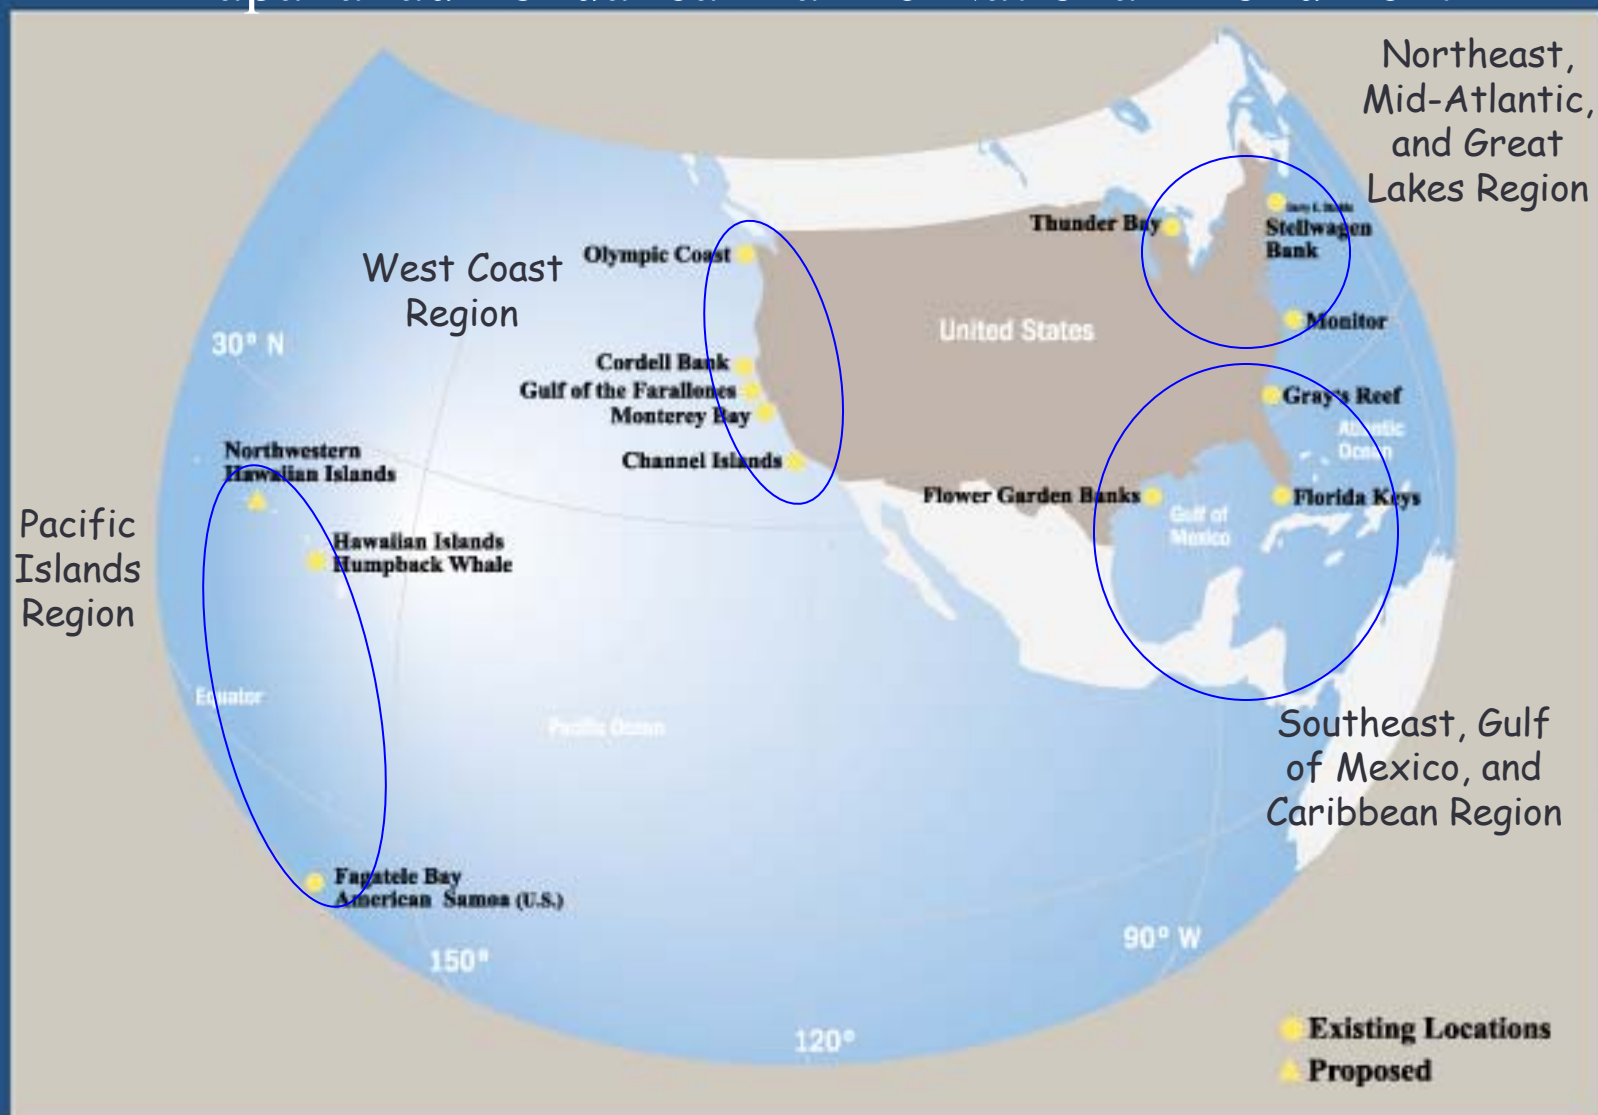 Northeast,
Mid-Atlantic,
and Great
Lakes Region
Thunder Bay
Stellwagen
Bank
Olympic Coast
West Coast
Region
United States
Monitor
30° N
Cordell Bank
Gulf of the Farallones
Monterey Bay
Gray's Reef
Atlantic
Ocean
Northwestern
Hawaiian Islands
Channel Islands
Flower Garden Banks
Florida Keys
Gulf of
Mexico
Pacific
Islands
Region
Hawaiian Islands
Humpback Whale
Equator
Pacific Ocean
Southeast, Gulf
of Mexico, and
Caribbean Region
Fagatele Bay
American Samoa (U.S.)
90° W
150°
120°
Existing Locations
Proposed